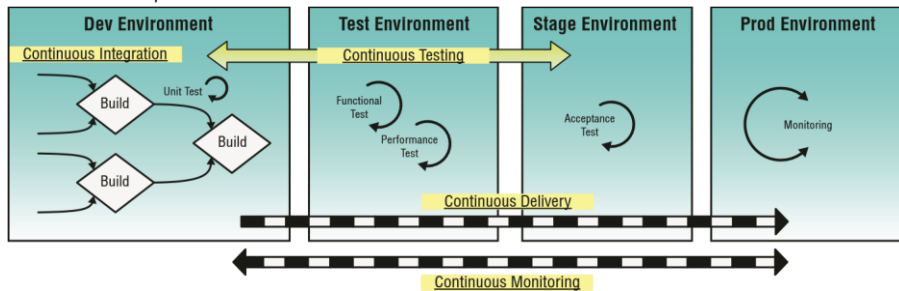 Dev Environment
Test Environment
Stage Environment
Prod Environment
Continuous Integration
Continuous Testing
Build
Unit Test
Build
Build
Functional
Test
Performance
Test
Acceptance
Test
Monitoring
Continuous Delivery
Continuous Monitoring